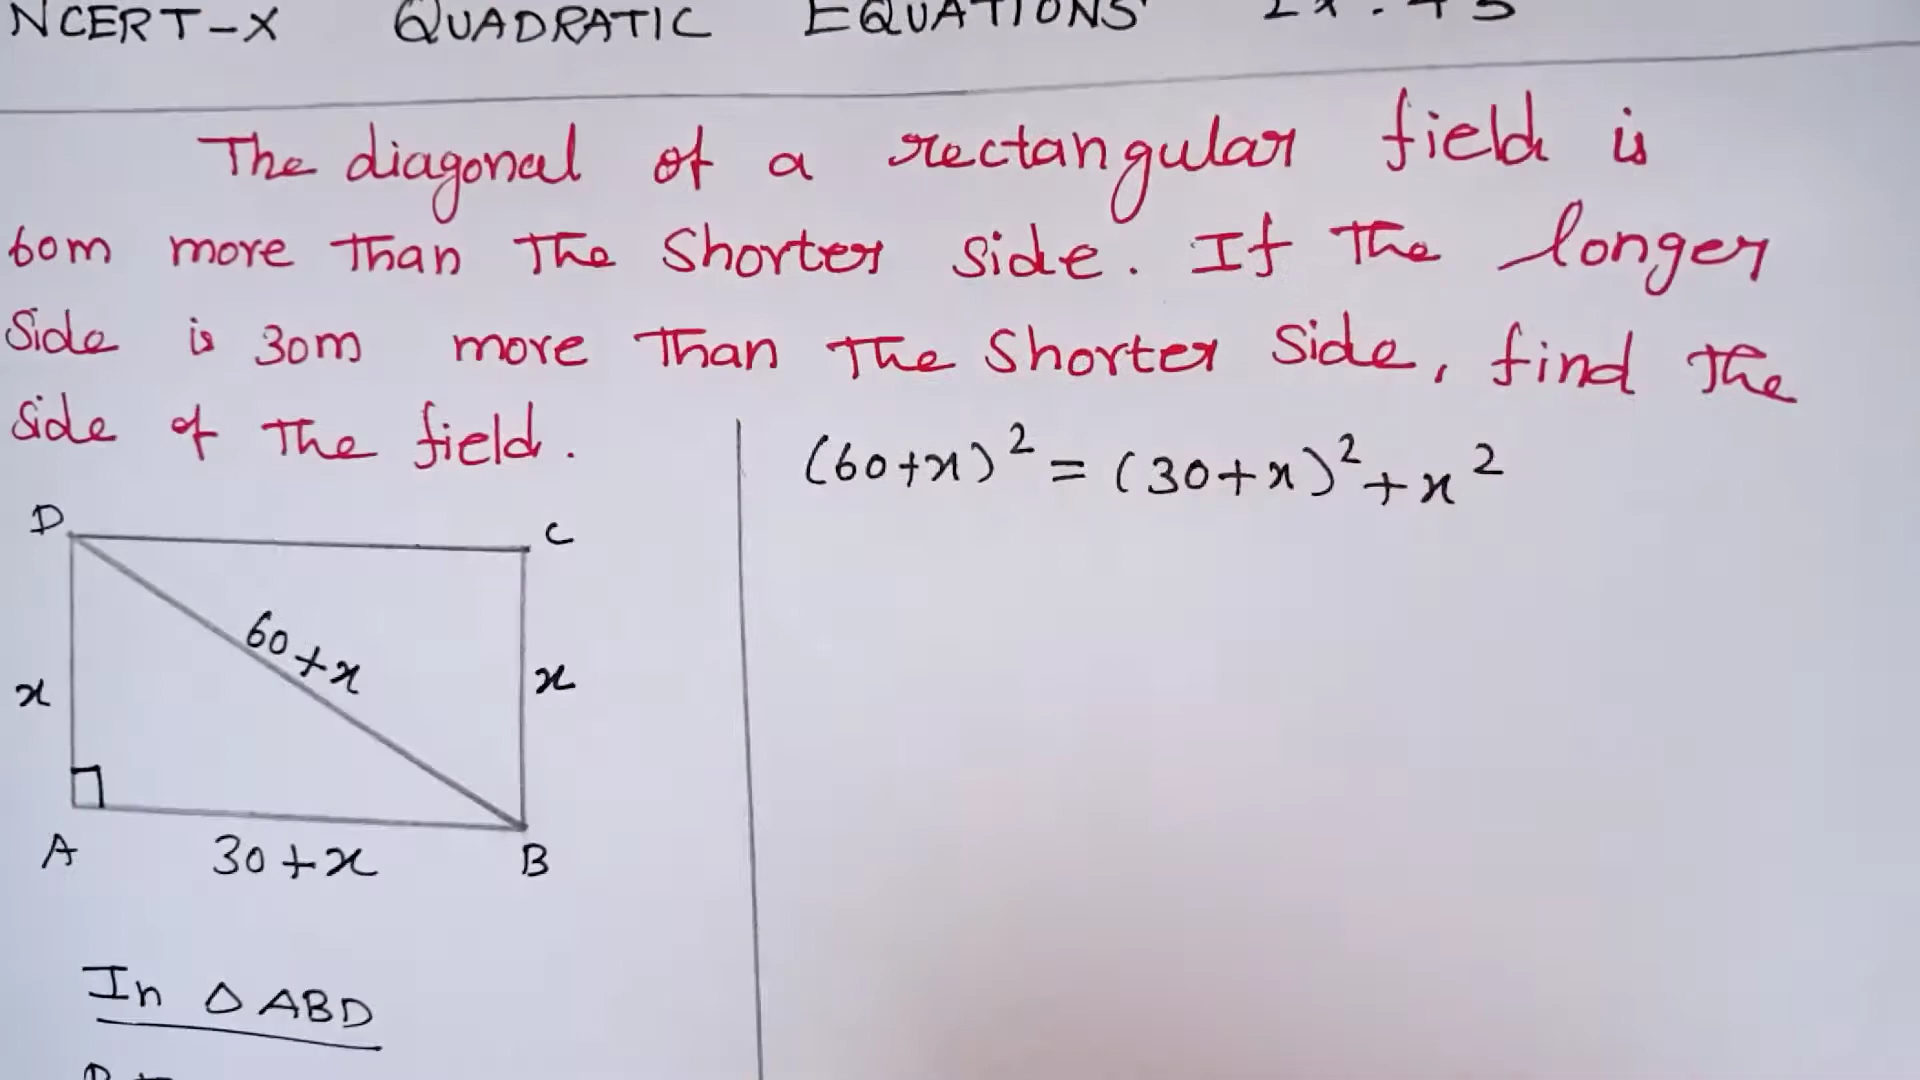 NCERT-X QUADRATIC EQUATIONS
The diagonal of a rectangular field is
60m more than the shorter side. If the longer
side is 30m more than the shorter side, find the
side of the field.
(60+x)² = (30+x)² + x²
D
C
60+x
x
x
A
30+x
B
In △ABD